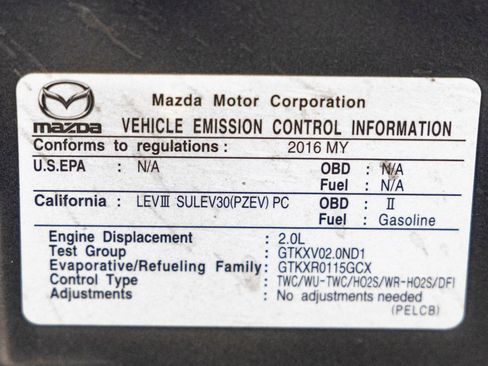 Mazda Motor Corporation
mazda VEHICLE EMISSION CONTROL INFORMATION
Conforms to regulations : 2016 MY
U.S.EPA : N/A OBD : N/A
Fuel : N/A
California : LEVⅢ SULEV30(PZEV) PC OBD : Ⅱ
Fuel : Gasoline
Engine Displacement : 2.0L
Test Group : GTKXV02.0ND1
Evaporative/Refueling Family: GTKXR0115GCX
Control Type : TWC/WU-TWC/HO2S/WR-HO2S/DFI
Adjustments : No adjustments needed
(PELCB)